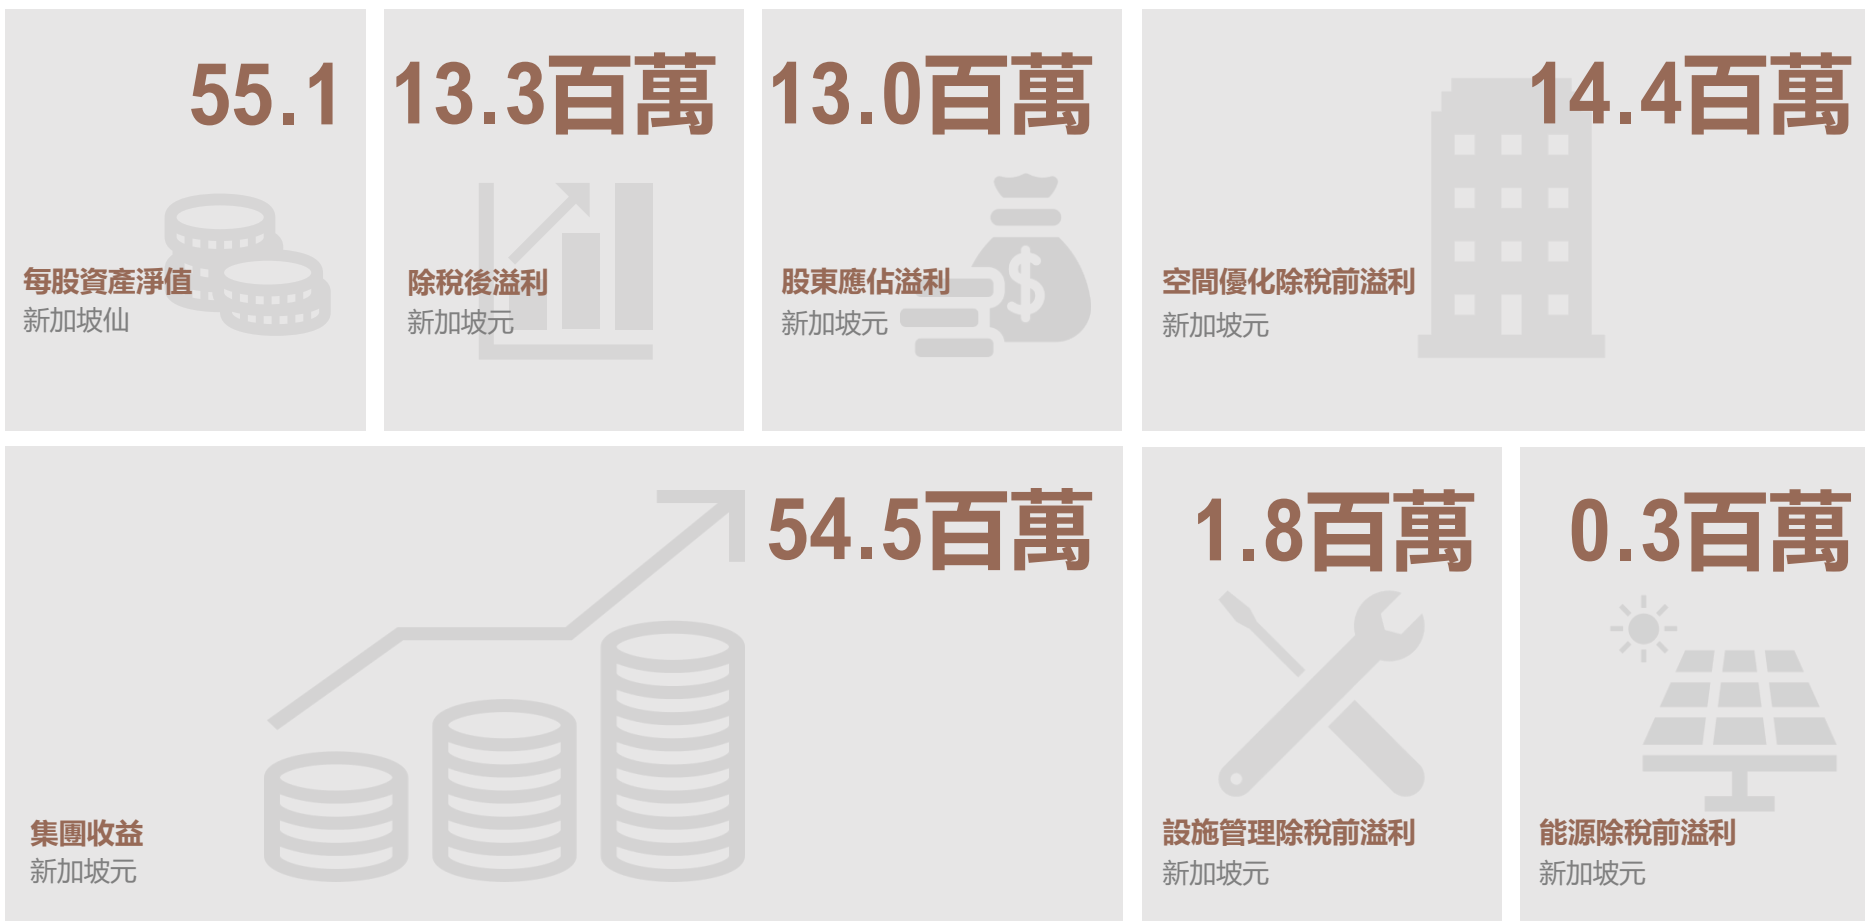 55.1
每股資產淨值
新加坡仙
13.3百萬
除稅後溢利
新加坡元
13.0百萬
股東應佔溢利
新加坡元
14.4百萬
空間優化除稅前溢利
新加坡元
54.5百萬
集團收益
新加坡元
1.8百萬
設施管理除稅前溢利
新加坡元
0.3百萬
能源除稅前溢利
新加坡元